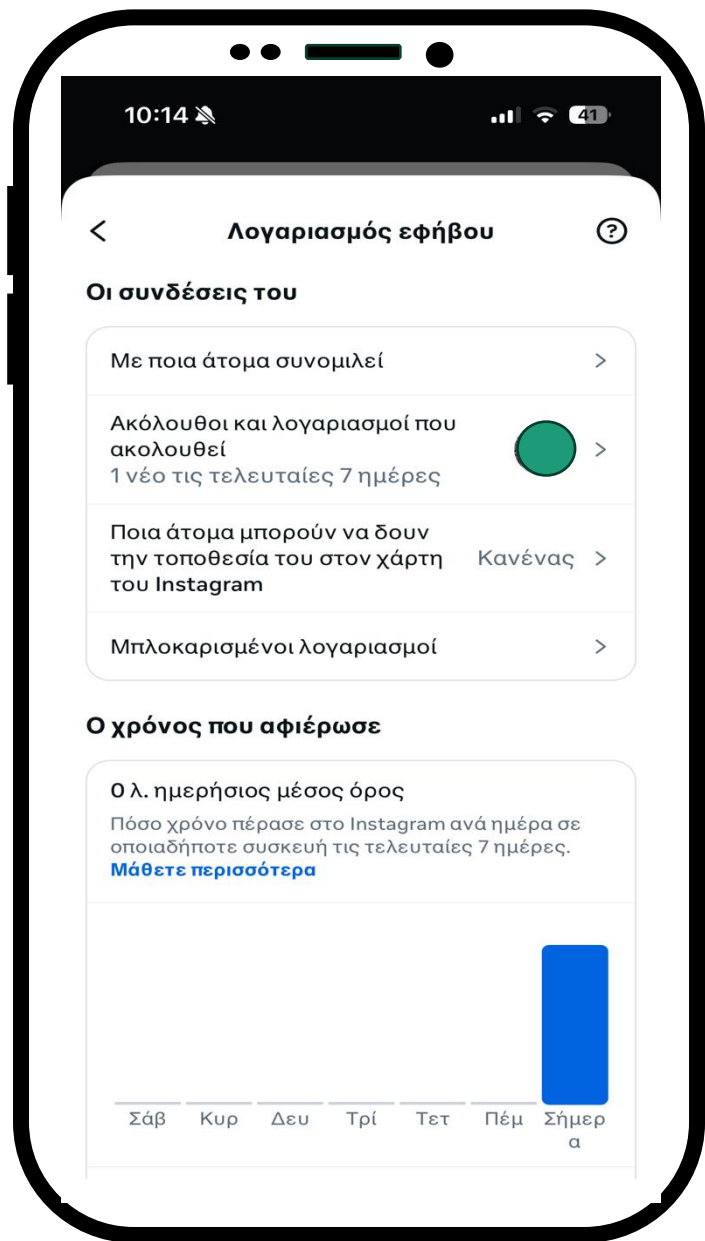 10:14
41
Λογαριασμός εφήβου
?
Οι συνδέσεις του
Με ποια άτομα συνομιλεί
Ακόλουθοι και λογαριασμοί που
ακολουθεί
1 νέο τις τελευταίες 7 ημέρες
Ποια άτομα μπορούν να δουν
την τοποθεσία του στον χάρτη
του Instagram
Κανένας
Μπλοκαρισμένοι λογαριασμοί
Ο χρόνος που αφιέρωσε
0 λ. ημερήσιος μέσος όρος
Πόσο χρόνο πέρασε στο Instagram ανά ημέρα σε
οποιαδήποτε συσκευή τις τελευταίες 7 ημέρες.
Μάθετε περισσότερα
Σάβ Κυρ Δευ Τρί Τετ Πέμ Σήμερ
α